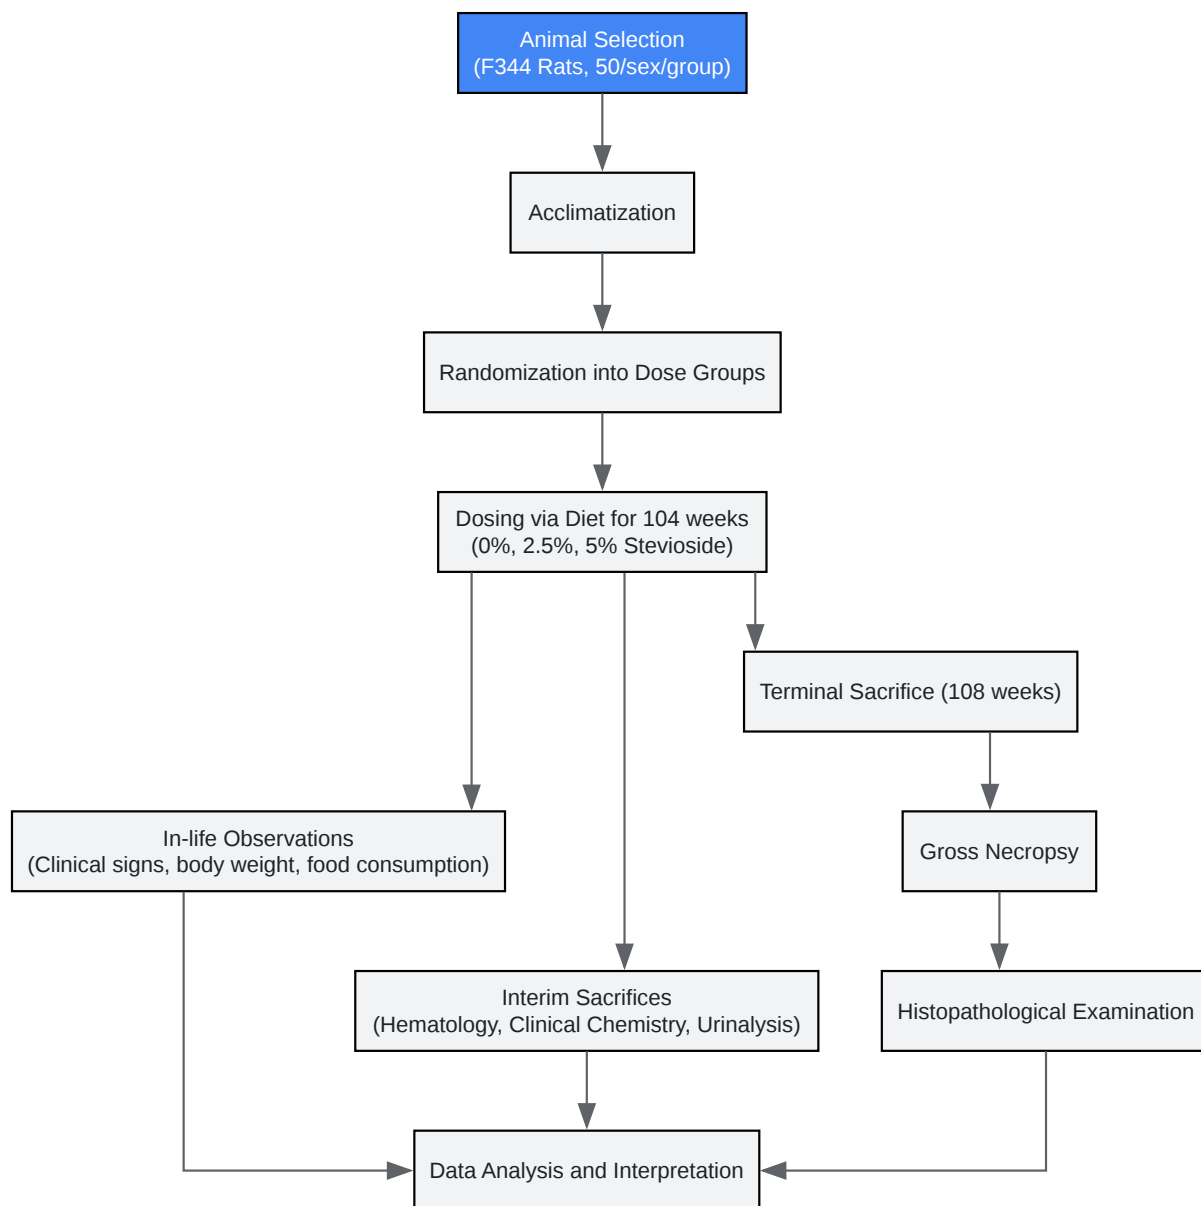 Animal Selection
(F344 Rats, 50/sex/group)
Acclimatization
Randomization into Dose Groups
Dosing via Diet for 104 weeks
(0%, 2.5%, 5% Stevioside)
Terminal Sacrifice (108 weeks)
In-life Observations
(Clinical signs, body weight, food consumption)
Gross Necropsy
Interim Sacrifices
(Hematology, Clinical Chemistry, Urinalysis)
Histopathological Examination
Data Analysis and Interpretation